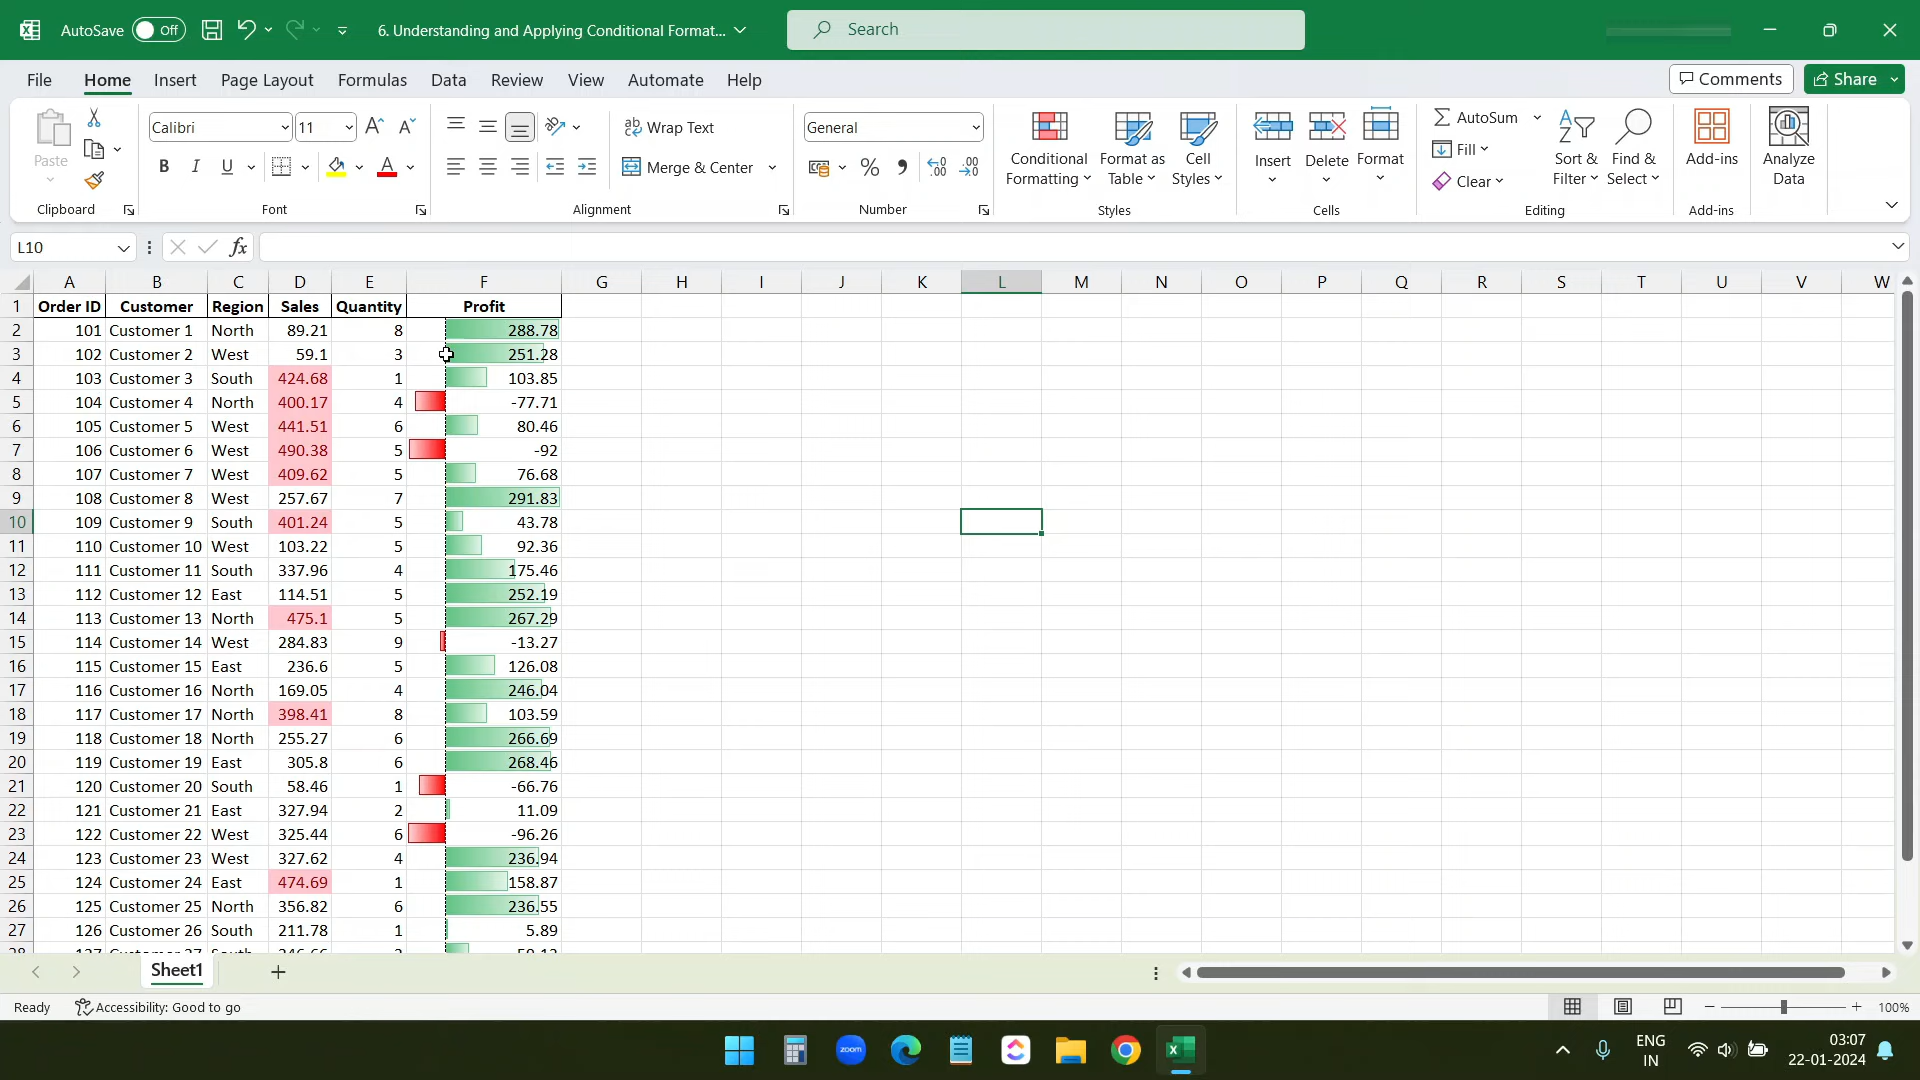 AutoSave Off 6. Understanding and Applying Conditional Format... Search
File Home Insert Page Layout Formulas Data Review View Automate Help Comments Share
Paste
Calibri 11
B I U A
Wrap Text
Merge & Center
General
Conditional Formatting
Format as Table
Cell Styles
Insert Delete Format
AutoSum
Fill
Clear
Sort & Filter
Find & Select
Add-ins
Analyze Data
Clipboard Font Alignment Number Styles Cells Editing Add-ins
L10 fx
A B C D E F G H I J K L M N O P Q R S T U V W
1 Order ID Customer Region Sales Quantity Profit
2 101 Customer 1 North 89.21 8 288.78
3 102 Customer 2 West 59.1 3 251.28
4 103 Customer 3 South 424.68 1 103.85
5 104 Customer 4 North 400.17 4 -77.71
6 105 Customer 5 West 441.51 6 80.46
7 106 Customer 6 West 490.38 5 -92
8 107 Customer 7 West 409.62 5 76.68
9 108 Customer 8 West 257.67 7 291.83
10 109 Customer 9 South 401.24 5 43.78
11 110 Customer 10 West 103.22 5 92.36
12 111 Customer 11 South 337.96 4 175.46
13 112 Customer 12 East 114.51 5 252.19
14 113 Customer 13 North 475.1 5 267.29
15 114 Customer 14 West 284.83 9 -13.27
16 115 Customer 15 East 236.6 5 126.08
17 116 Customer 16 North 169.05 4 246.04
18 117 Customer 17 North 398.41 8 103.59
19 118 Customer 18 North 255.27 6 266.69
20 119 Customer 19 East 305.8 6 268.46
21 120 Customer 20 South 58.46 1 -66.76
22 121 Customer 21 East 327.94 2 11.09
23 122 Customer 22 West 325.44 6 -96.26
24 123 Customer 23 West 327.62 4 236.94
25 124 Customer 24 East 474.69 1 158.87
26 125 Customer 25 North 356.82 6 236.55
27 126 Customer 26 South 211.78 1 5.89
Sheet1
Ready Accessibility: Good to go 100%
zoom
ENG IN
03:07
22-01-2024